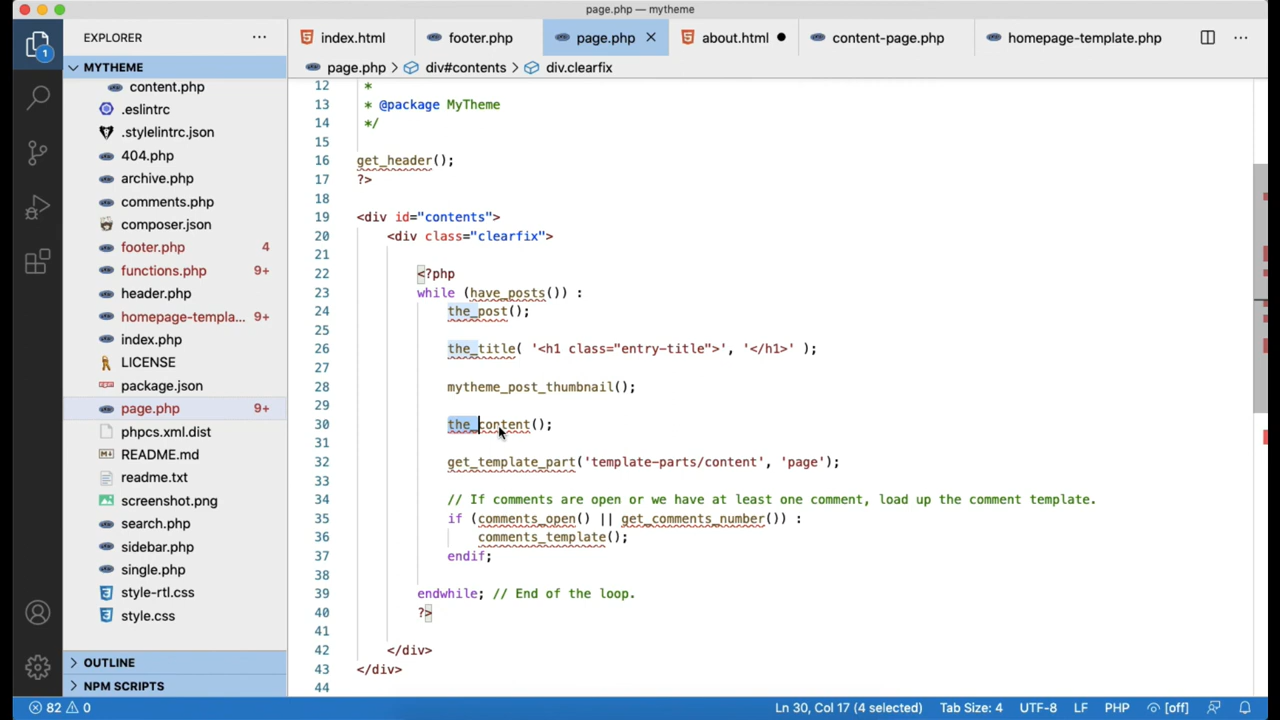 page.php — mytheme
EXPLORER
index.html
footer.php
page.php
about.html
content-page.php
homepage-template.php
1
MYTHEME
page.php > div#contents > div.clearfix
content.php
.eslintrc
.stylelintrc.json
404.php
archive.php
comments.php
composer.json
footer.php 4
functions.php 9+
header.php
homepage-templa... 9+
index.php
LICENSE
package.json
page.php 9+
phpcs.xml.dist
README.md
readme.txt
screenshot.png
search.php
sidebar.php
single.php
style-rtl.css
style.css
OUTLINE
NPM SCRIPTS
12 *
13 * @package MyTheme
14 */
15
16 get_header();
17 ?>
18
19 <div id="contents">
20 <div class="clearfix">
21
22 <?php
23 while (have_posts()) :
24 the_post();
25
26 the_title( '<h1 class="entry-title">', '</h1>' );
27
28 mytheme_post_thumbnail();
29
30 the_content();
31
32 get_template_part('template-parts/content', 'page');
33
34 // If comments are open or we have at least one comment, load up the comment template.
35 if (comments_open() || get_comments_number()) :
36 comments_template();
37 endif;
38
39 endwhile; // End of the loop.
40 ?>
41
42 </div>
43 </div>
44
82 0 Ln 30, Col 17 (4 selected) Tab Size: 4 UTF-8 LF PHP [off]